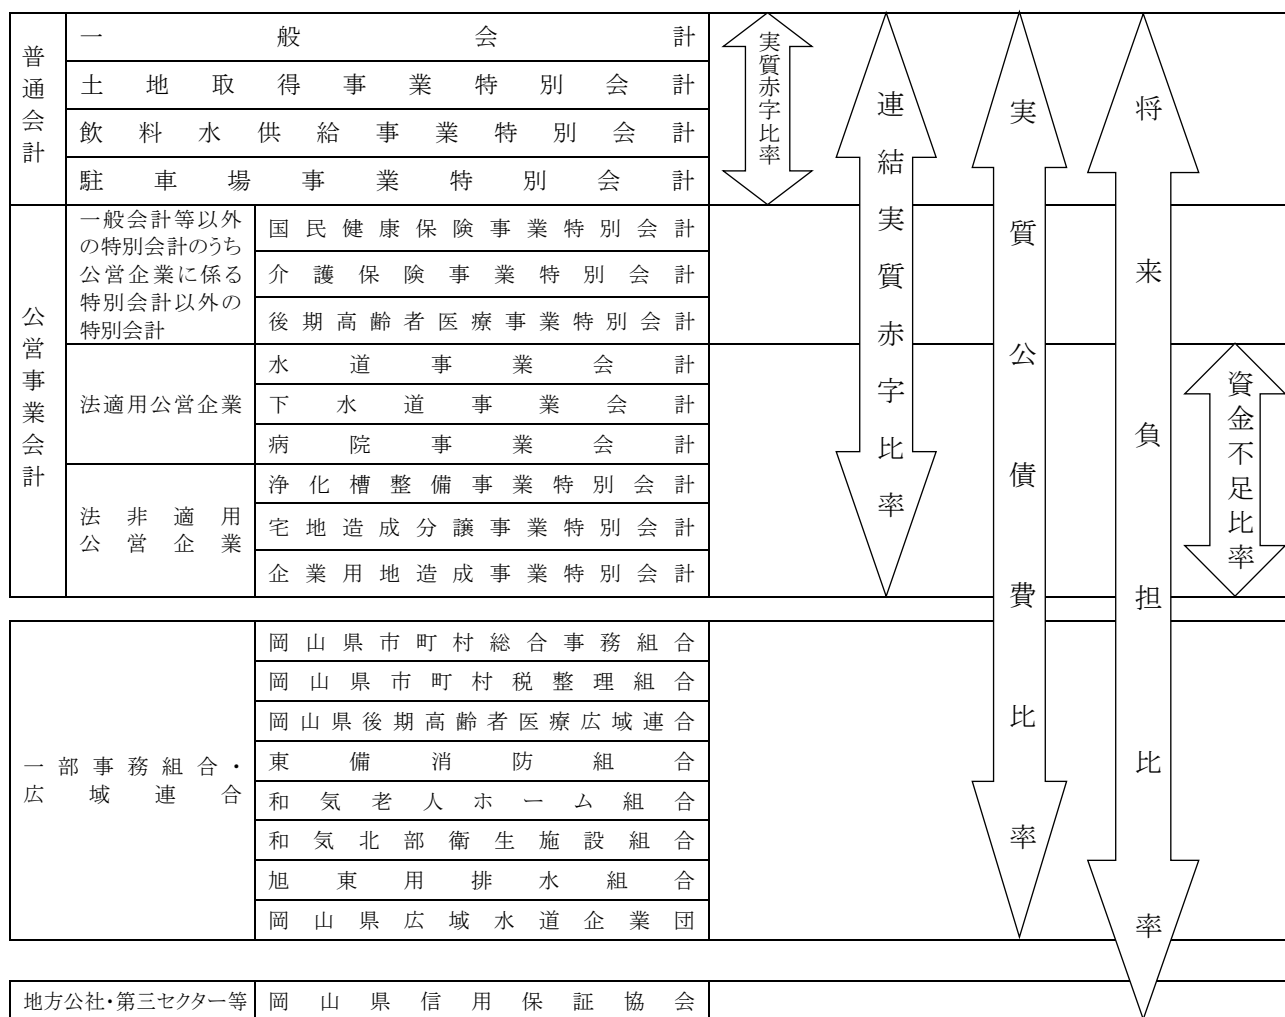 普通会計
一般会計
土地取得事業特別会計
飲料水供給事業特別会計
駐車場事業特別会計
公営事業会計
一般会計等以外
の特別会計のうち
公営企業に係る
特別会計以外の
特別会計
国民健康保険事業特別会計
介護保険事業特別会計
後期高齢者医療事業特別会計
法適用公営企業
水道事業会計
下水道事業会計
病院事業会計
法非適用
公営企業
浄化槽整備事業特別会計
宅地造成分譲事業特別会計
企業用地造成事業特別会計
一部事務組合・
広域連合
岡山県市町村総合事務組合
岡山県市町村税整理組合
岡山県後期高齢者医療広域連合
東備消防組合
和気老人ホーム組合
和気北部衛生施設組合
旭東用排水組合
岡山県広域水道企業団
地方公社・第三セクター等
岡山県信用保証協会
実質赤字比率
連結実質赤字比率
実質公債費比率
将来負担比率
資金不足比率